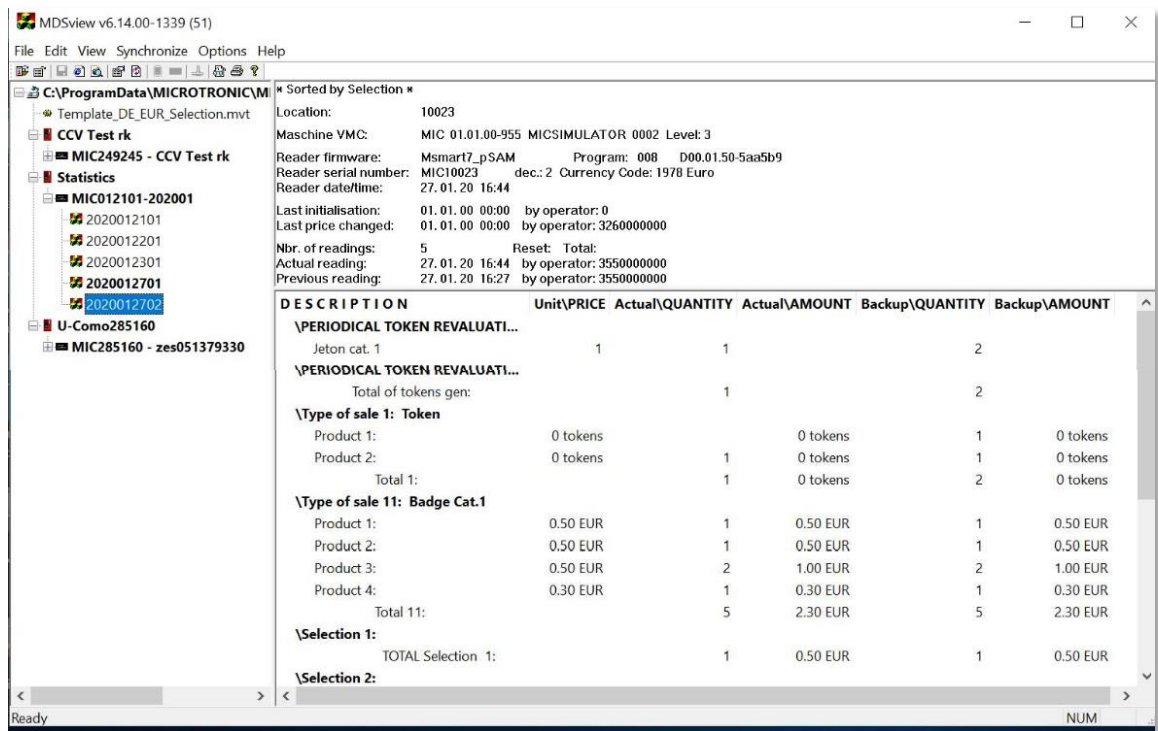 MDSview v6.14.00-1339 (51)
File Edit View Synchronize Options Help
C:\ProgramData\MICROTRONIC\M
Template_DE_EUR_Selection.mvt
CCV Test rk
MIC249245 - CCV Test rk
Statistics
MIC012101-202001
2020012101
2020012201
2020012301
2020012701
2020012702
U-Como285160
MIC285160 - zes051379330
* Sorted by Selection *
Location: 10023
Maschine VMC: MIC 01.01.00-955 MICSIMULATOR 0002 Level: 3
Reader firmware: Msmart7_pSAM Program: 008 D00.01.50-5aa5b9
Reader serial number: MIC10023 dec.: 2 Currency Code: 1978 Euro
Reader date/time: 27.01.20 16:44
Last initialisation: 01.01.00 00:00 by operator: 0
Last price changed: 01.01.00 00:00 by operator: 3260000000
Nbr. of readings: 5 Reset: Total:
Actual reading: 27.01.20 16:44 by operator: 3550000000
Previous reading: 27.01.20 16:27 by operator: 3550000000
DESCRIPTION Unit\PRICE Actual\QUANTITY Actual\AMOUNT Backup\QUANTITY Backup\AMOUNT
\PERIODICAL TOKEN REVALUATI...
Jeton cat. 1 1 1 2
\PERIODICAL TOKEN REVALUATI...
Total of tokens gen: 1 2
\Type of sale 1: Token
Product 1: 0 tokens 0 tokens 1 0 tokens
Product 2: 0 tokens 1 0 tokens 1 0 tokens
Total 1: 1 0 tokens 2 0 tokens
\Type of sale 11: Badge Cat.1
Product 1: 0.50 EUR 1 0.50 EUR 1 0.50 EUR
Product 2: 0.50 EUR 1 0.50 EUR 1 0.50 EUR
Product 3: 0.50 EUR 2 1.00 EUR 2 1.00 EUR
Product 4: 0.30 EUR 1 0.30 EUR 1 0.30 EUR
Total 11: 5 2.30 EUR 5 2.30 EUR
\Selection 1:
TOTAL Selection 1: 1 0.50 EUR 1 0.50 EUR
\Selection 2:
Ready NUM